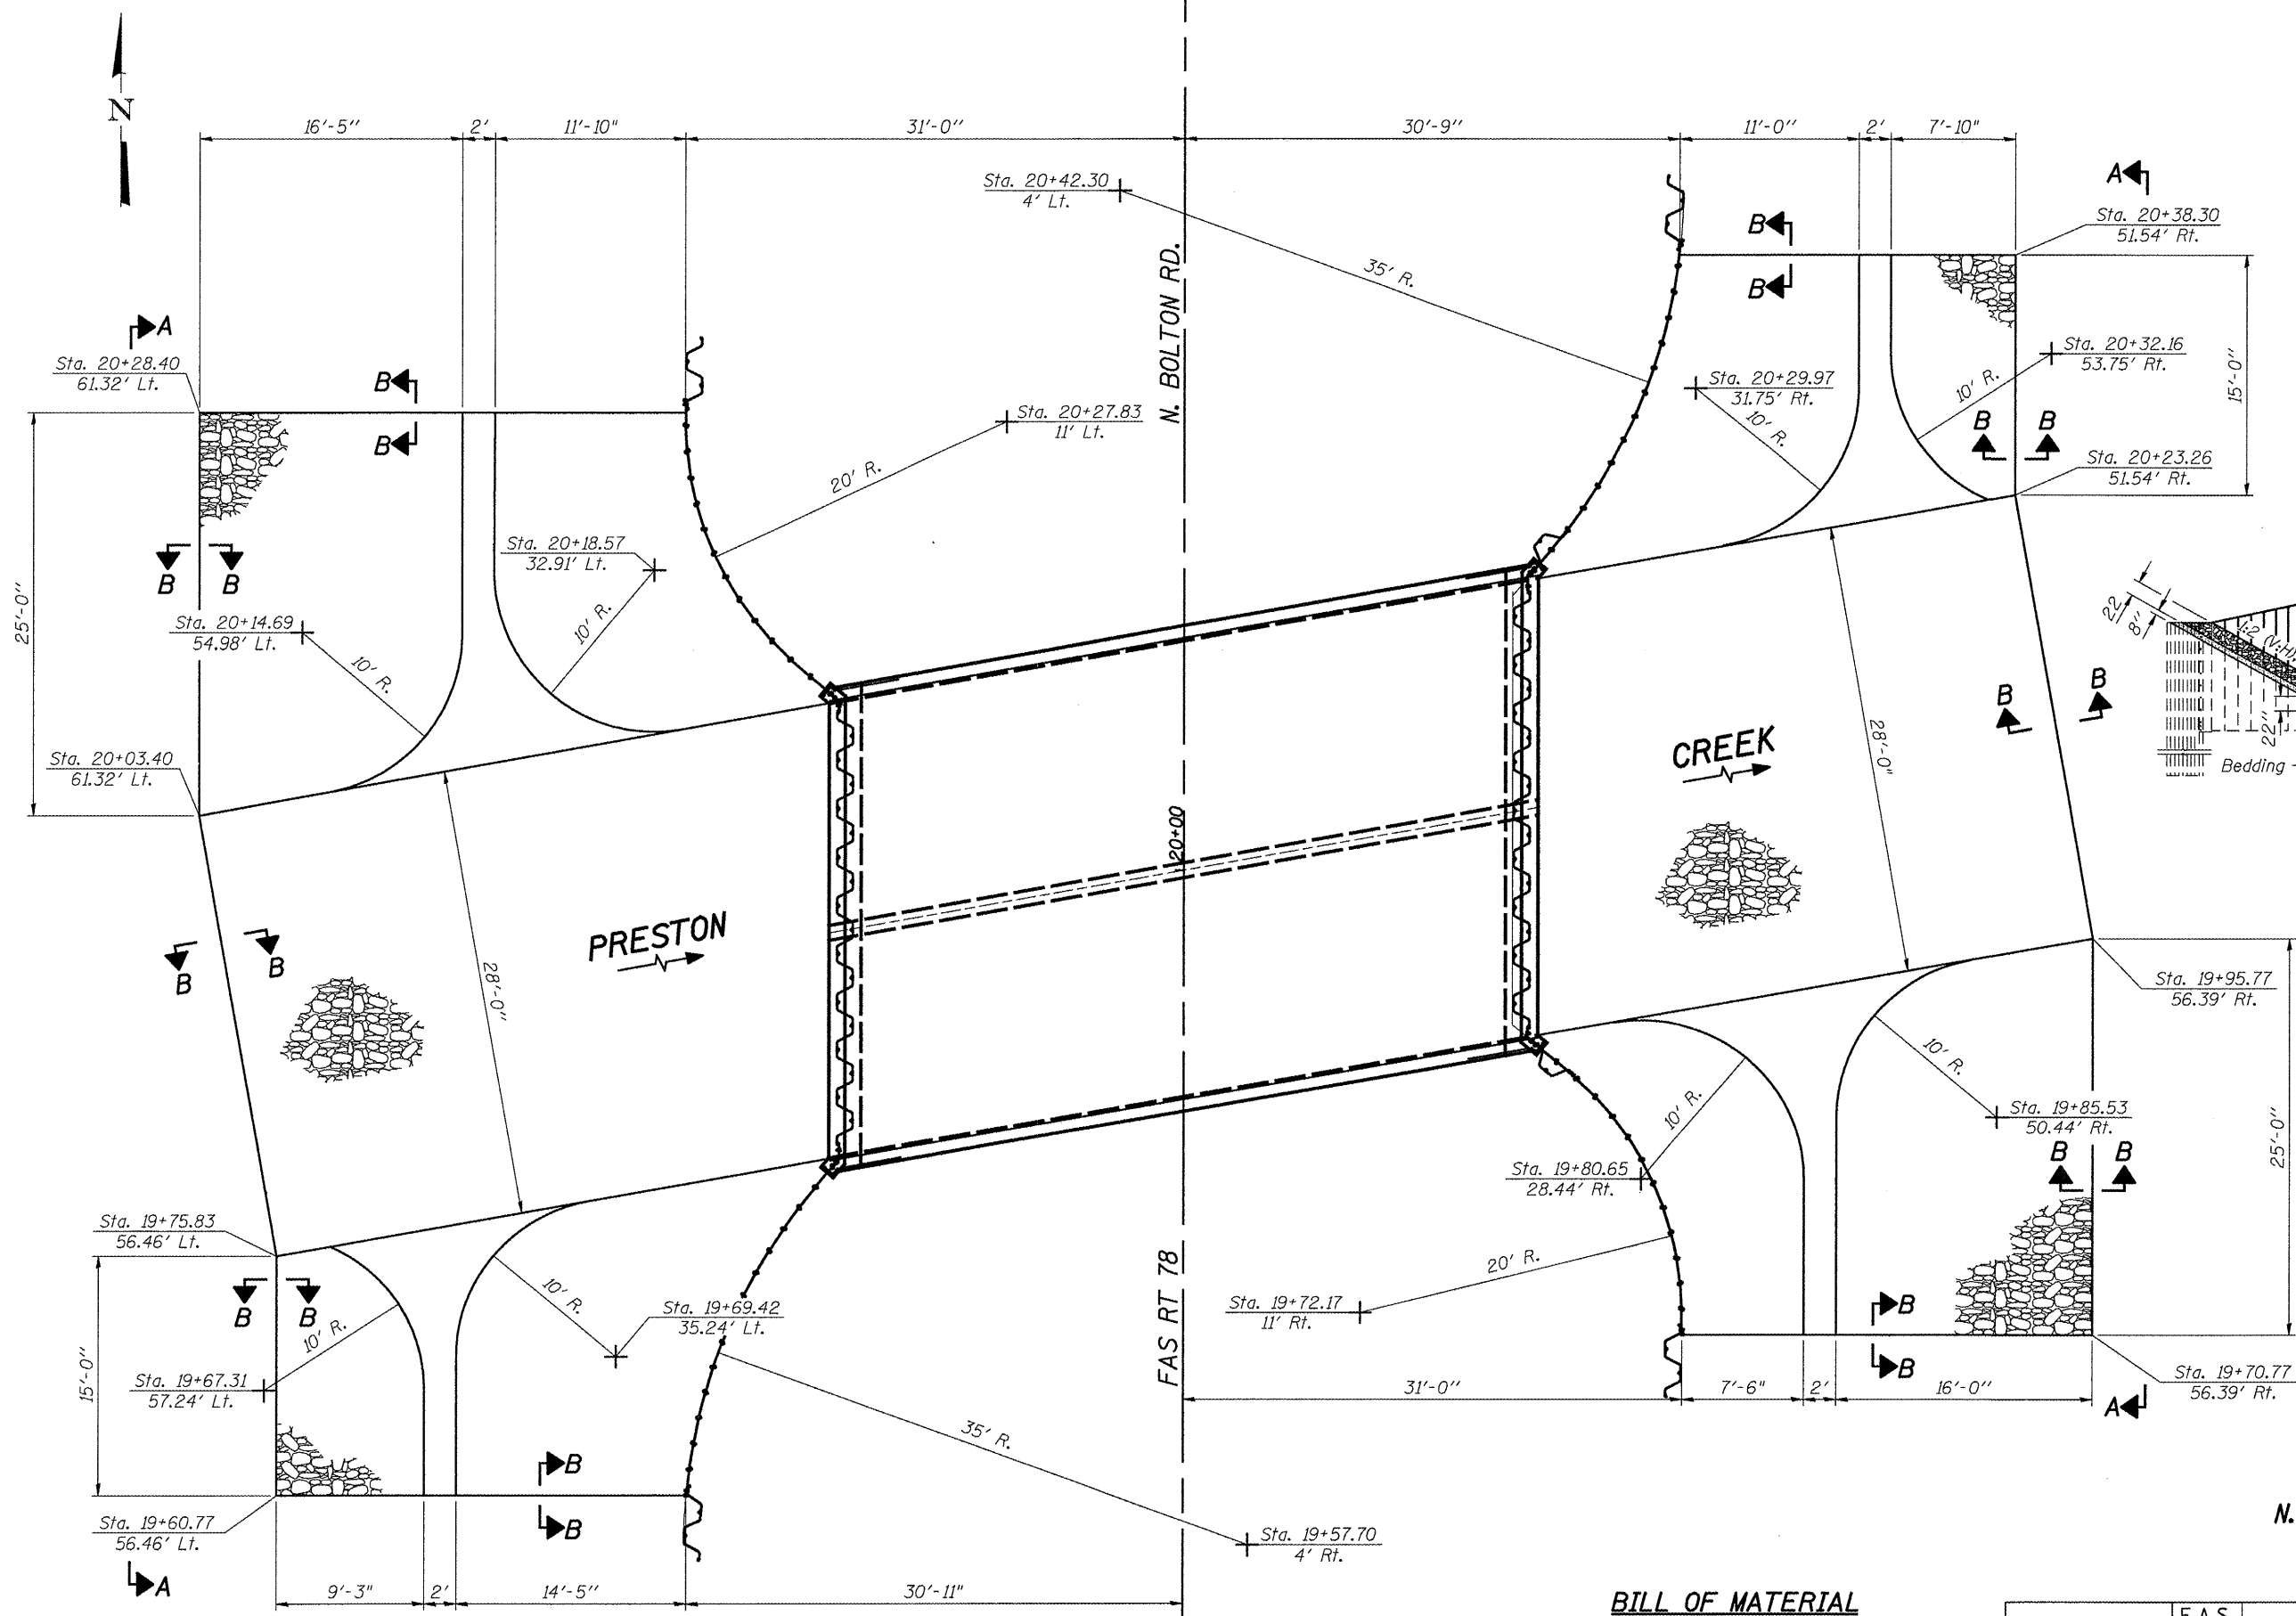 N
16'-5"
2'
11'-10"
31'-0"
30'-9"
11'-0"
2'
7'-10"
Sta. 20+42.30
4' Lt.
A
Sta. 20+38.30
51.54' Rt.
B
B
35' R.
N. BOLTON RD.
A
Sta. 20+28.40
61.32' Lt.
B
B
Sta. 20+27.83
11' Lt.
20' R.
Sta. 20+29.97
31.75' Rt.
10' R.
Sta. 20+32.16
53.75' Rt.
10' R.
15'-0"
B
B
Sta. 20+23.26
51.54' Rt.
B
B
25'-0"
Sta. 20+18.57
32.91' Lt.
10' R.
Sta. 20+14.69
54.98' Lt.
10' R.
22
8"
1:2 (V:H)
22"
Bedding
Sta. 20+03.40
61.32' Lt.
20+00
CREEK
28'-0"
B
B
PRESTON
28'-0"
B
B
Sta. 19+95.77
56.39' Rt.
10' R.
10' R.
Sta. 19+85.53
50.44' Rt.
B
B
25'-0"
Sta. 19+80.65
28.44' Rt.
Sta. 19+75.83
56.46' Lt.
B
B
10' R.
10' R.
Sta. 19+69.42
35.24' Lt.
FAS RT 78
20' R.
Sta. 19+72.17
11' Rt.
B
B
15'-0"
Sta. 19+67.31
57.24' Lt.
31'-0"
7'-6"
2'
16'-0"
Sta. 19+70.77
56.39' Rt.
A
35' R.
B
B
Sta. 19+60.77
56.46' Lt.
A
Sta. 19+57.70
4' Rt.
N.
9'-3"
2'
14'-5"
30'-11"
BILL OF MATERIAL
F.A.S.